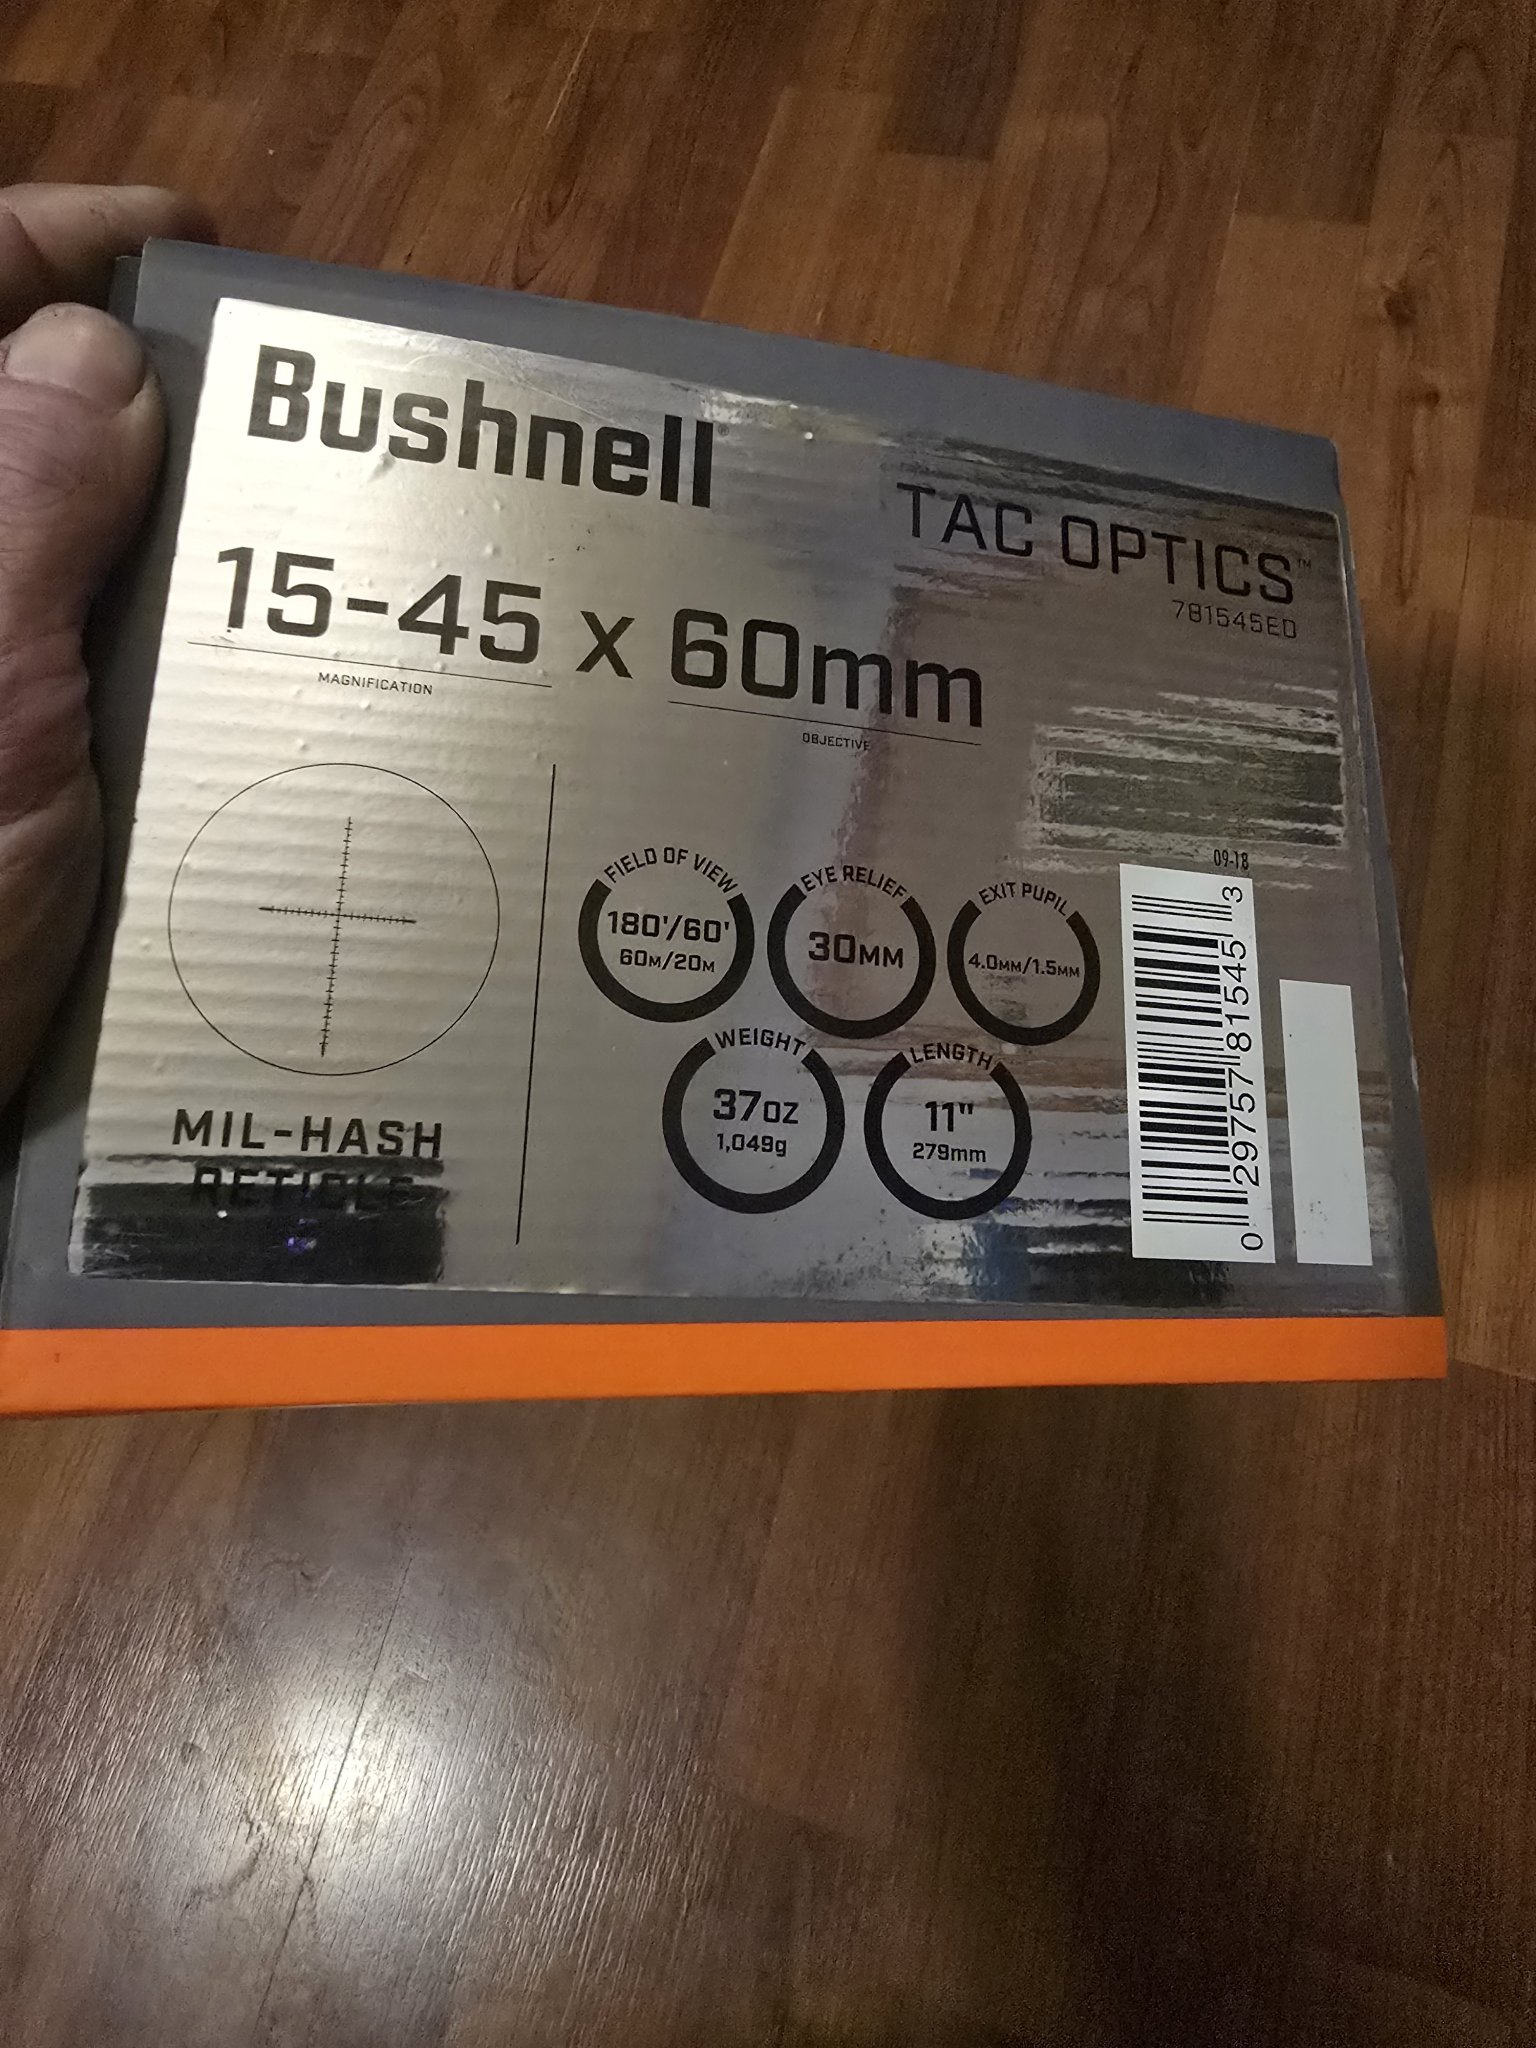 Bushnell®
TAC OPTICS™
781545ED
15-45 x 60mm
MAGNIFICATION
OBJECTIVE
MIL-HASH
RETICLE
FIELD OF VIEW
180'/60'
60M/20M
EYE RELIEF
30MM
EXIT PUPIL
4.0MM/1.5MM
WEIGHT
37OZ
1,049g
LENGTH
11"
279mm
09-18
0 29757 81545 3